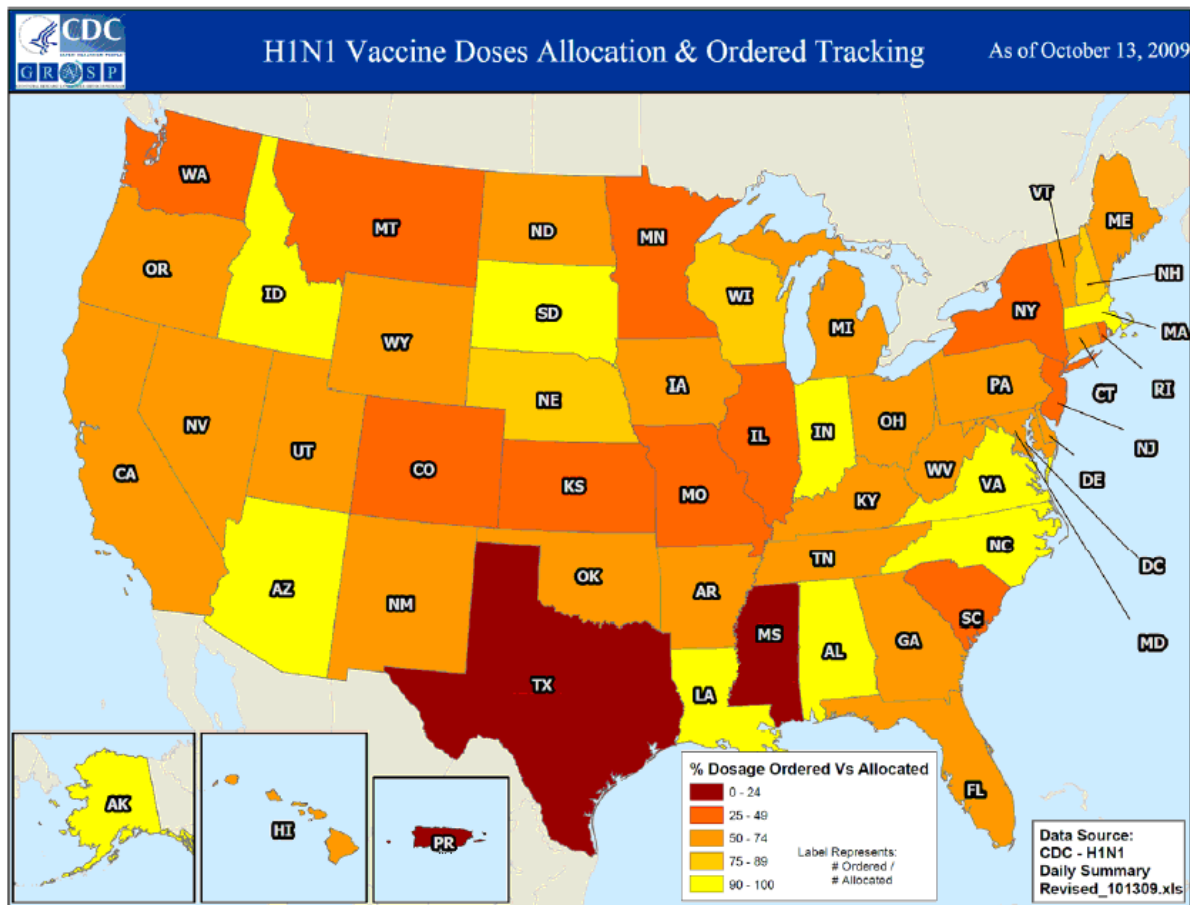 CDC
GRASP
H1N1 Vaccine Doses Allocation & Ordered Tracking
As of October 13, 2009
WA
MT
ND
MN
VT
ME
OR
ID
SD
WI
MI
NY
NH
MA
WY
IA
PA
CT
RI
NE
NV
UT
CO
KS
MO
IL
IN
OH
WV
VA
NJ
DE
CA
KY
NC
DC
MD
AZ
NM
OK
AR
TN
SC
MS
AL
GA
TX
LA
FL
AK
HI
PR
% Dosage Ordered Vs Allocated
0 - 24
25 - 49
50 - 74
75 - 89
90 - 100
Label Represents:
# Ordered /
# Allocated
Data Source:
CDC - H1N1
Daily Summary
Revised_101309.xls